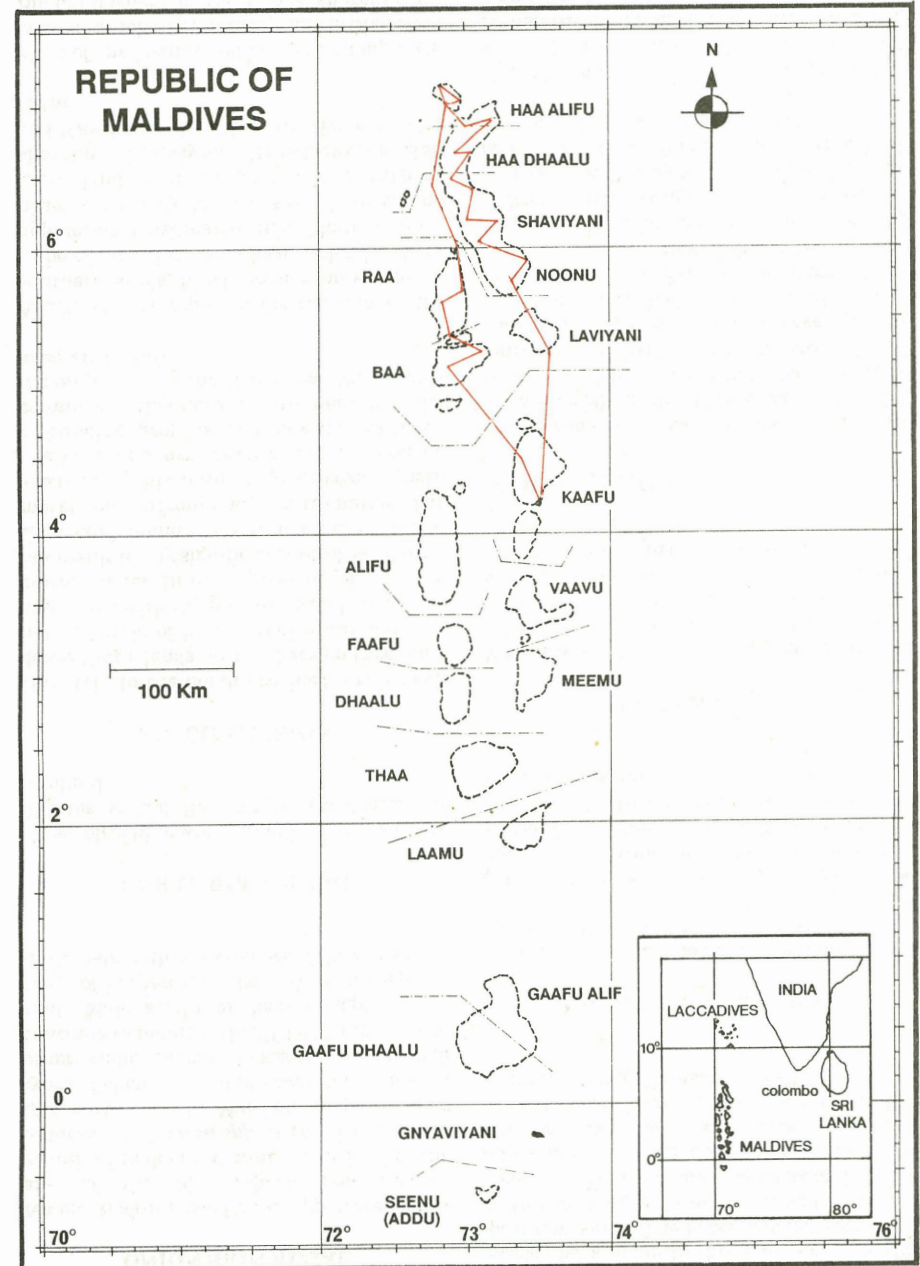 REPUBLIC OF
MALDIVES
N
HAA ALIFU
HAA DHAALU
SHAVIYANI
6°
RAA
NOONU
LAVIYANI
BAA
KAAFU
4°
ALIFU
VAAVU
FAAFU
MEEMU
100 Km
DHAALU
THAA
2°
LAAMU
GAAFU ALIF
GAAFU DHAALU
0°
GNYAVIYANI
SEENU
(ADDU)
70°
72°
74°
76°
INDIA
LACCADIVES
10°
colombo
SRI
LANKA
MALDIVES
0°
70°
80°